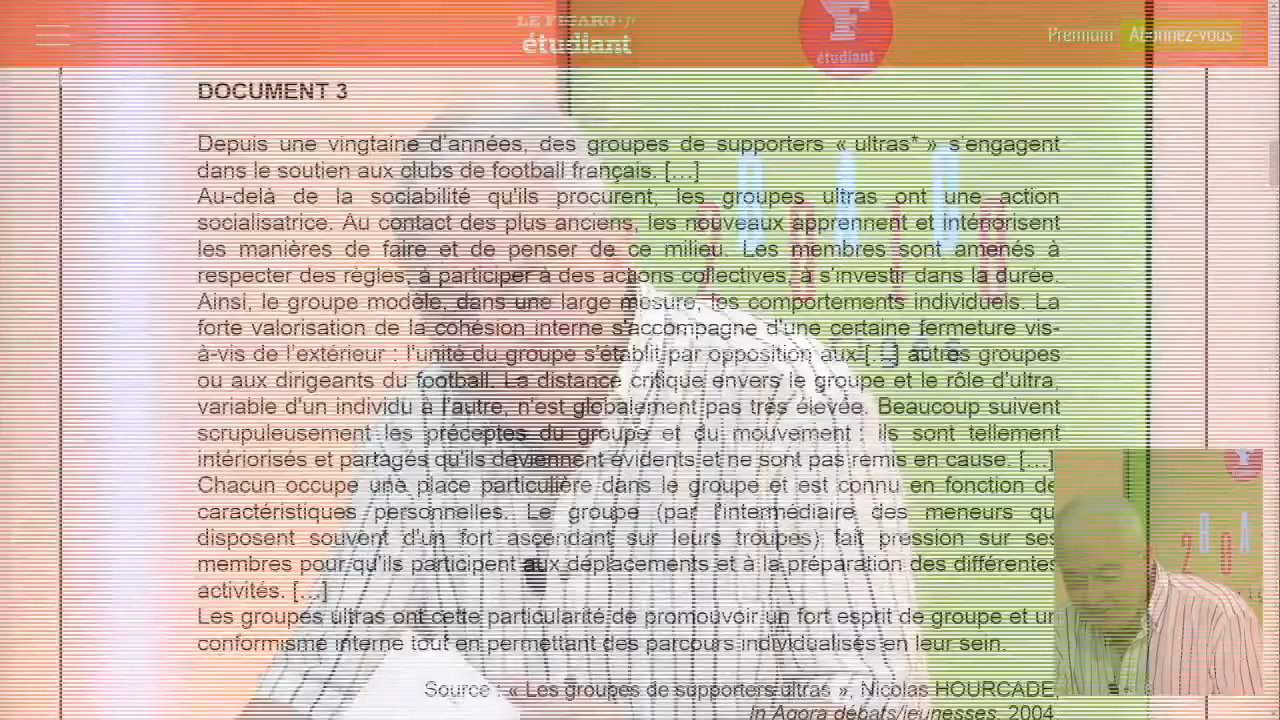 LE FIGARO·fr
étudiant
étudiant
Premium
Abonnez-vous
DOCUMENT 3
Depuis une vingtaine d'années, des groupes de supporters « ultras* » s'engagent
dans le soutien aux clubs de football français. […]
Au-delà de la sociabilité qu'ils procurent, les groupes ultras ont une action
socialisatrice. Au contact des plus anciens, les nouveaux apprennent et intériorisent
les manières de faire et de penser de ce milieu. Les membres sont amenés à
respecter des règles, à participer à des actions collectives, à s'investir dans la durée.
Ainsi, le groupe modèle, dans une large mesure, les comportements individuels. La
forte valorisation de la cohésion interne s'accompagne d'une certaine fermeture vis-
à-vis de l'extérieur : l'unité du groupe s'établit par opposition aux […] autres groupes
ou aux dirigeants du football. La distance critique envers le groupe et le rôle d'ultra,
variable d'un individu à l'autre, n'est globalement pas très élevée. Beaucoup suivent
scrupuleusement les préceptes du groupe et du mouvement : ils sont tellement
intériorisés et partagés qu'ils deviennent évidents et ne sont pas remis en cause. […]
Chacun occupe une place particulière dans le groupe et est connu en fonction de
caractéristiques personnelles. Le groupe (par l'intermédiaire des meneurs qu
disposent souvent d'un fort ascendant sur leurs troupes) fait pression sur ses
membres pour qu'ils participent aux déplacements et à la préparation des différentes
activités. […]
Les groupes ultras ont cette particularité de promouvoir un fort esprit de groupe et un
conformisme interne tout en permettant des parcours individualisés en leur sein.
Source : « Les groupes de supporters ultras », Nicolas HOURCADE,
in Agora débats/jeunesses, 2004